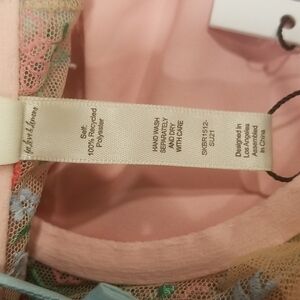 Self:
100% Recycled
Polyester
HAND WASH
SEPARATELY
AND DRY
WITH CARE
SKBR1512-
SU21
Designed in
Los Angeles
Assembled
in China